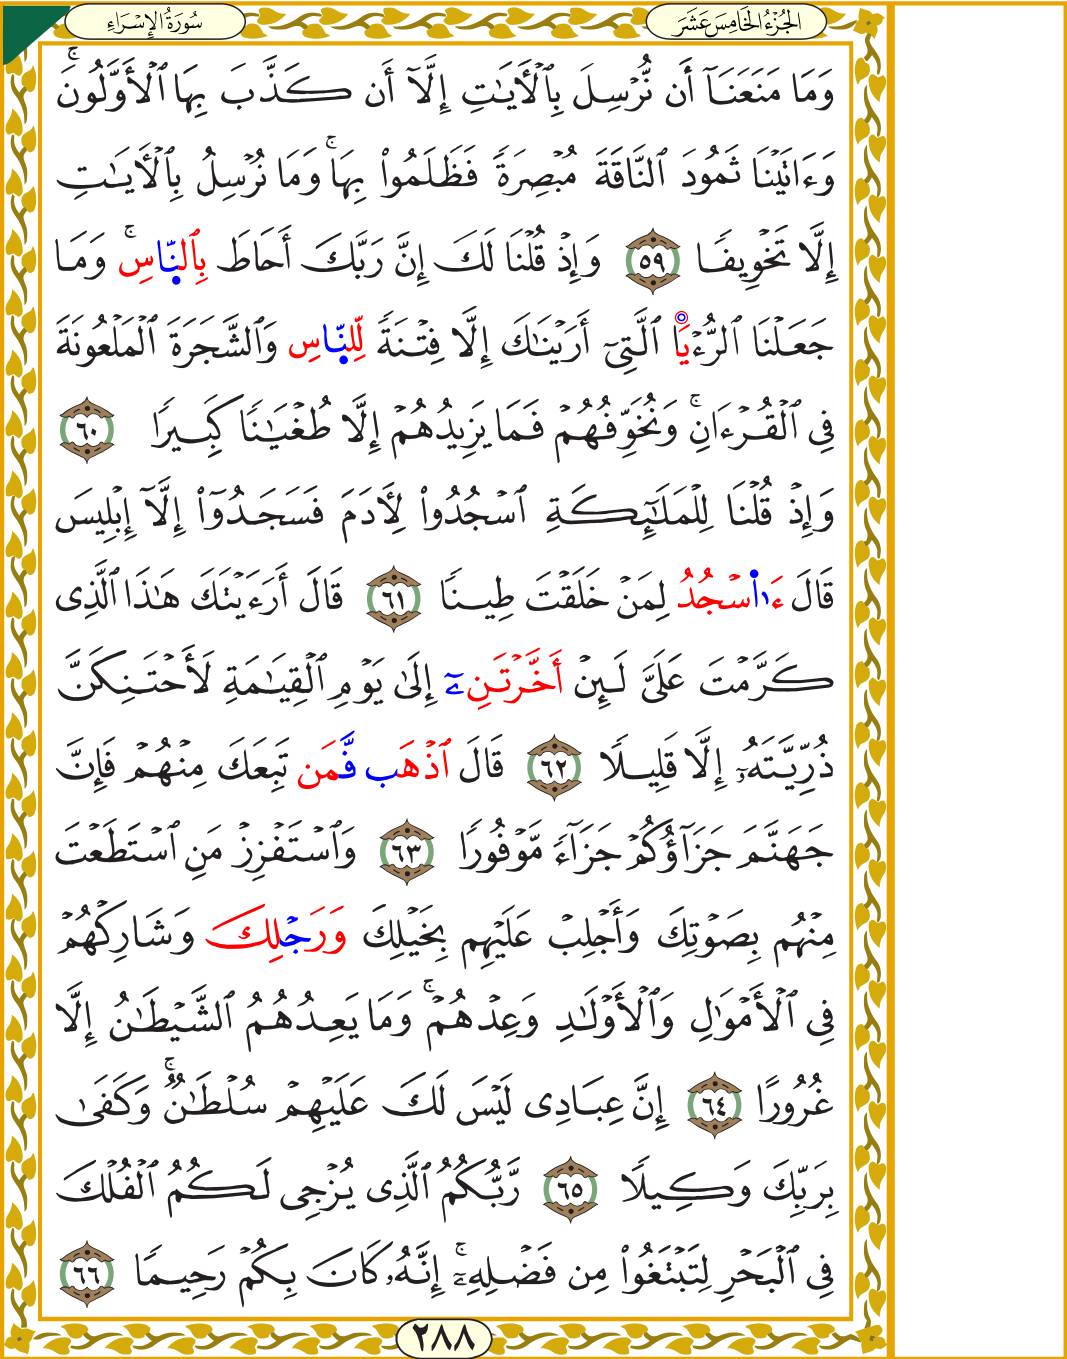 الجُزْءُ الخَامِسَ عَشَرَ
سُورَةُ الإِسْرَاءِ
وَمَا مَنَعَنَآ أَن نُّرْسِلَ بِٱلْأَيَٰتِ إِلَّآ أَن كَذَّبَ بِهَا ٱلْأَوَّلُونَۚ
وَءَاتَيْنَا ثَمُودَ ٱلنَّاقَةَ مُبْصِرَةً فَظَلَمُوا۟ بِهَاۚ وَمَا نُرْسِلُ بِٱلْأَيَٰتِ
إِلَّا تَخْوِيفًا ٥٩ وَإِذْ قُلْنَا لَكَ إِنَّ رَبَّكَ أَحَاطَ بِٱلنَّاسِۚ وَمَا
جَعَلْنَا ٱلرُّءْيَا ٱلَّتِىٓ أَرَيْنَٰكَ إِلَّا فِتْنَةً لِّلنَّاسِ وَٱلشَّجَرَةَ ٱلْمَلْعُونَةَ
فِى ٱلْقُرْءَانِۚ وَنُخَوِّفُهُمْ فَمَا يَزِيدُهُمْ إِلَّا طُغْيَٰنًا كَبِيرًا ٦٠
وَإِذْ قُلْنَا لِلْمَلَٰٓئِكَةِ ٱسْجُدُوا۟ لِأَدَمَ فَسَجَدُوٓا۟ إِلَّآ إِبْلِيسَ
قَالَ ءَا۬سْجُدُ لِمَنْ خَلَقْتَ طِينًا ٦١ قَالَ أَرَءَيْتَكَ هَٰذَا ٱلَّذِى
كَرَّمْتَ عَلَىَّ لَئِنْ أَخَّرْتَنِۦٓ إِلَىٰ يَوْمِ ٱلْقِيَٰمَةِ لَأَحْتَنِكَنَّ
ذُرِّيَّتَهُۥٓ إِلَّا قَلِيلًا ٦٢ قَالَ ٱذْهَب فَّمَن تَبِعَكَ مِنْهُمْ فَإِنَّ
جَهَنَّمَ جَزَآؤُكُمْ جَزَآءً مَّوْفُورًا ٦٣ وَٱسْتَفْزِزْ مَنِ ٱسْتَطَعْتَ
مِنْهُم بِصَوْتِكَ وَأَجْلِبْ عَلَيْهِم بِخَيْلِكَ وَرَجْلِكَ وَشَارِكْهُمْ
فِى ٱلْأَمْوَٰلِ وَٱلْأَوْلَٰدِ وَعِدْهُمْۚ وَمَا يَعِدُهُمُ ٱلشَّيْطَٰنُ إِلَّا
غُرُورًا ٦٤ إِنَّ عِبَادِى لَيْسَ لَكَ عَلَيْهِمْ سُلْطَٰنٌۚ وَكَفَىٰ
بِرَبِّكَ وَكِيلًا ٦٥ رَّبُّكُمُ ٱلَّذِى يُزْجِى لَكُمُ ٱلْفُلْكَ
فِى ٱلْبَحْرِ لِتَبْتَغُوا۟ مِن فَضْلِهِۦٓۚ إِنَّهُۥ كَانَ بِكُمْ رَحِيمًا ٦٦
٢٨٨